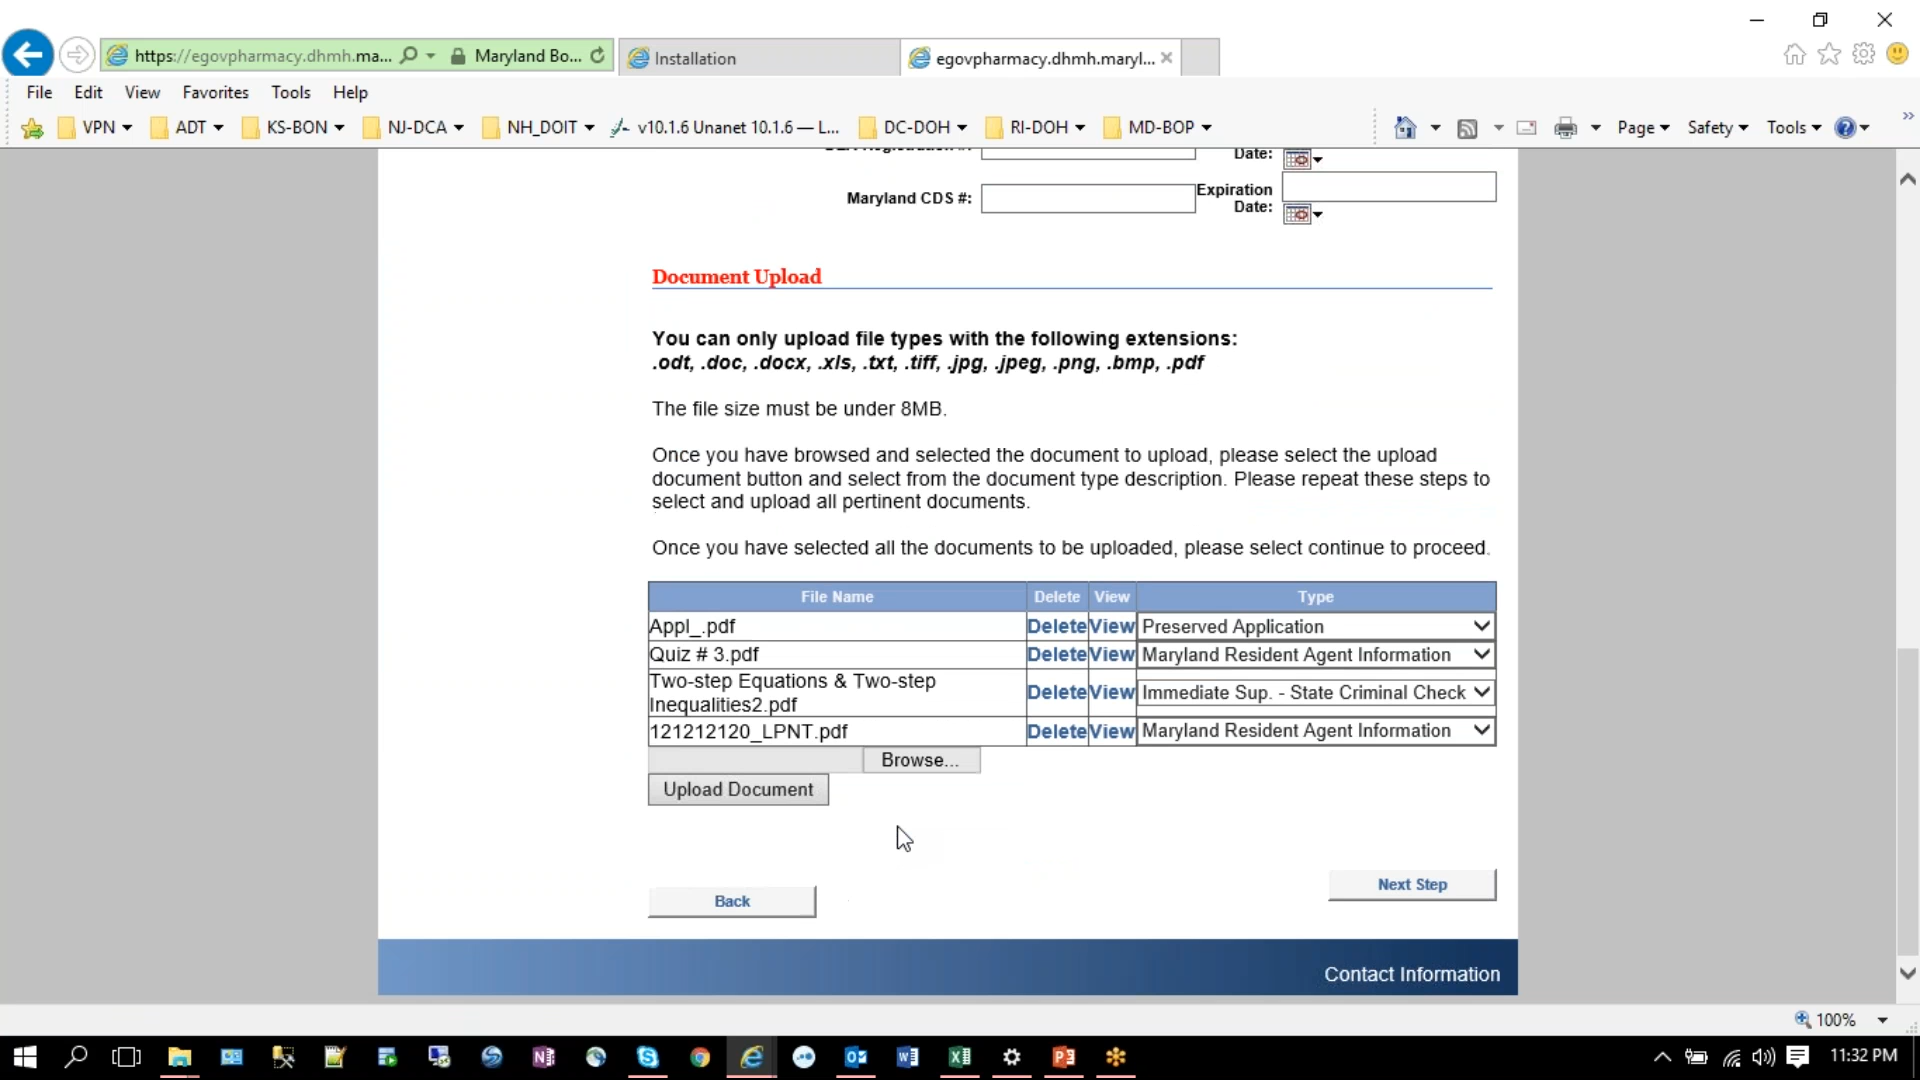 https://egovpharmacy.dhmh.ma...
Maryland Bo...
Installation
egovpharmacy.dhmh.maryl...
File Edit View Favorites Tools Help
VPN ADT KS-BON NJ-DCA NH_DOIT v10.1.6 Unanet 10.1.6 — L... DC-DOH RI-DOH MD-BOP Page Safety Tools
Date:
Maryland CDS #:
Expiration
Date:
Document Upload
You can only upload file types with the following extensions:
.odt, .doc, .docx, .xls, .txt, .tiff, .jpg, .jpeg, .png, .bmp, .pdf
The file size must be under 8MB.
Once you have browsed and selected the document to upload, please select the upload
document button and select from the document type description. Please repeat these steps to
select and upload all pertinent documents.
Once you have selected all the documents to be uploaded, please select continue to proceed.
File Name Delete View Type
Appl_.pdf Delete View Preserved Application
Quiz # 3.pdf Delete View Maryland Resident Agent Information
Two-step Equations & Two-step
Inequalities2.pdf Delete View Immediate Sup. - State Criminal Check
121212120_LPNT.pdf Delete View Maryland Resident Agent Information
Browse...
Upload Document
Next Step
Back
Contact Information
100%
11:32 PM